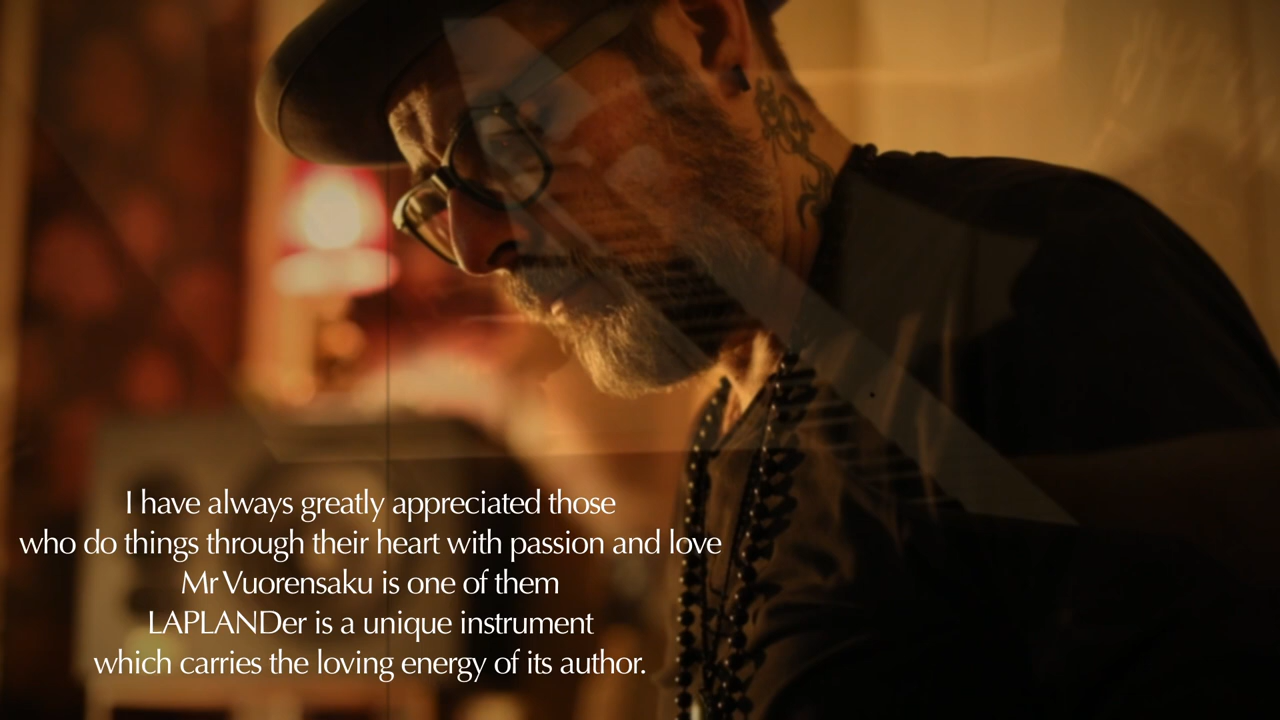 I have always greatly appreciated those
who do things through their heart with passion and love
Mr Vuorensaku is one of them
LAPLANDer is a unique instrument
which carries the loving energy of its author.